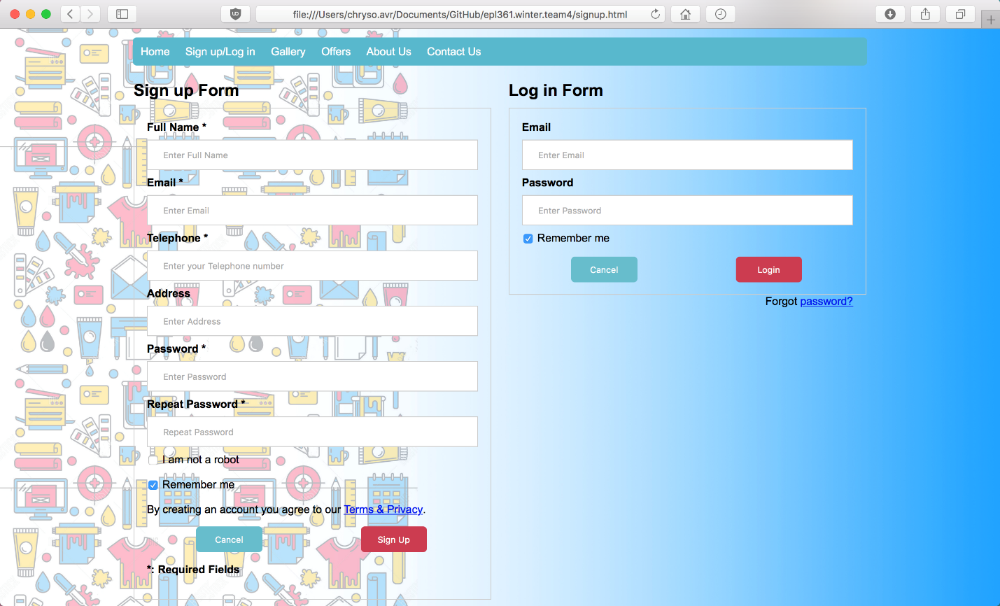 file:///Users/chryso.avr/Documents/GitHub/epl361.winter.team4/signup.html
Home Sign up/Log in Gallery Offers About Us Contact Us
Sign up Form
Full Name *
Enter Full Name
Email *
Enter Email
Telephone *
Enter your Telephone number
Address
Enter Address
Password *
Enter Password
Repeat Password *
Repeat Password
I am not a robot
Remember me
By creating an account you agree to our Terms & Privacy.
Cancel Sign Up
*: Required Fields
Log in Form
Email
Enter Email
Password
Enter Password
Remember me
Cancel Login
Forgot password?